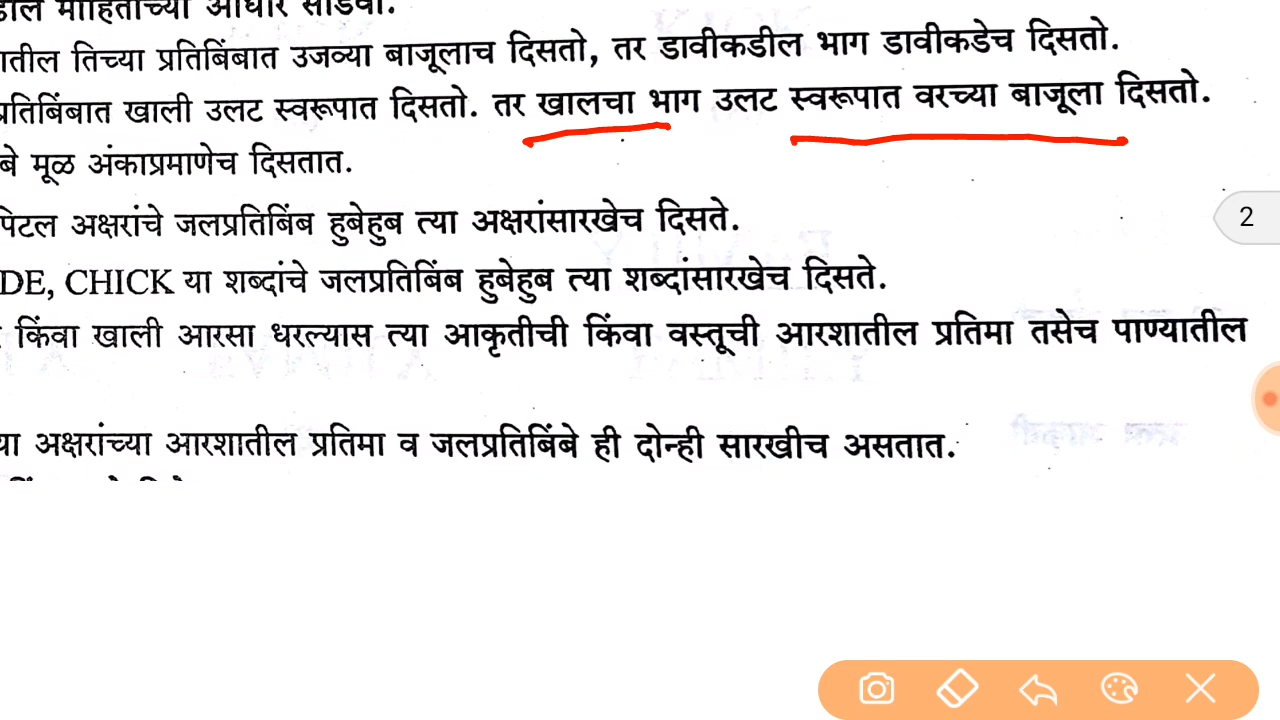 माहितीच्या आधारे सोडवा.
तिच्या प्रतिबिंबात उजव्या बाजूलाच दिसतो, तर डावीकडील भाग डावीकडेच दिसतो.
प्रतिबिंबात खाली उलट स्वरूपात दिसतो. तर खालचा भाग उलट स्वरूपात वरच्या बाजूला दिसतो.
मूळ अंकाप्रमाणेच दिसतात.
अक्षरांचे जलप्रतिबिंब हुबेहुब त्या अक्षरांसारखेच दिसते.
DE, CHICK या शब्दांचे जलप्रतिबिंब हुबेहुब त्या शब्दांसारखेच दिसते.
किंवा खाली आरसा धरल्यास त्या आकृतीची किंवा वस्तूची आरशातील प्रतिमा तसेच पाण्यातील
या अक्षरांच्या आरशातील प्रतिमा व जलप्रतिबिंबे ही दोन्ही सारखीच असतात.
2